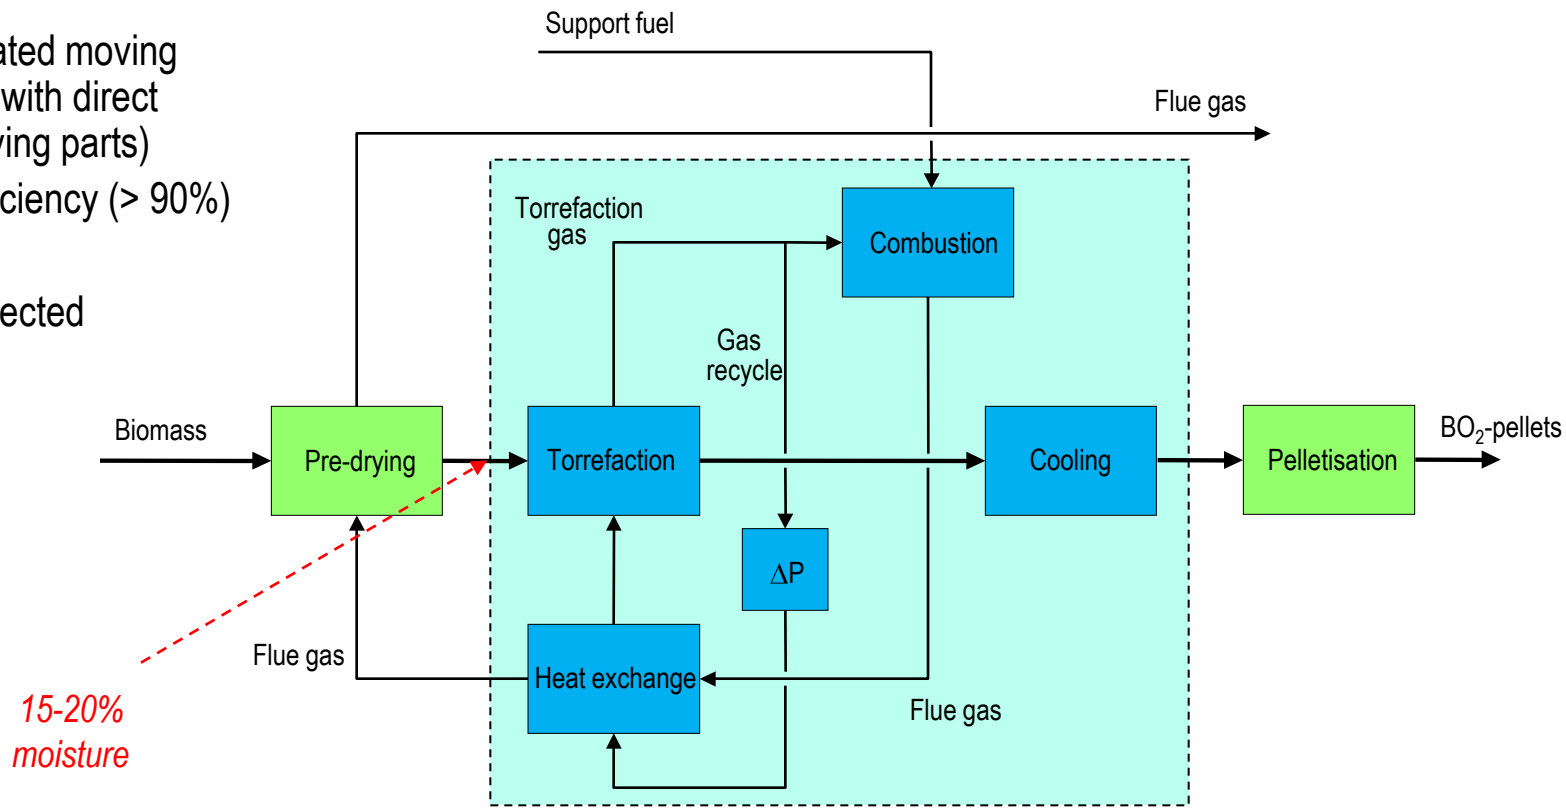 ated moving
with direct
ving parts)
iciency (> 90%)
ected
Support fuel
Flue gas
Torrefaction
gas
Combustion
Gas
recycle
Biomass
Pre-drying
Torrefaction
Cooling
Pelletisation
BO₂-pellets
ΔP
Flue gas
Heat exchange
Flue gas
15-20%
moisture